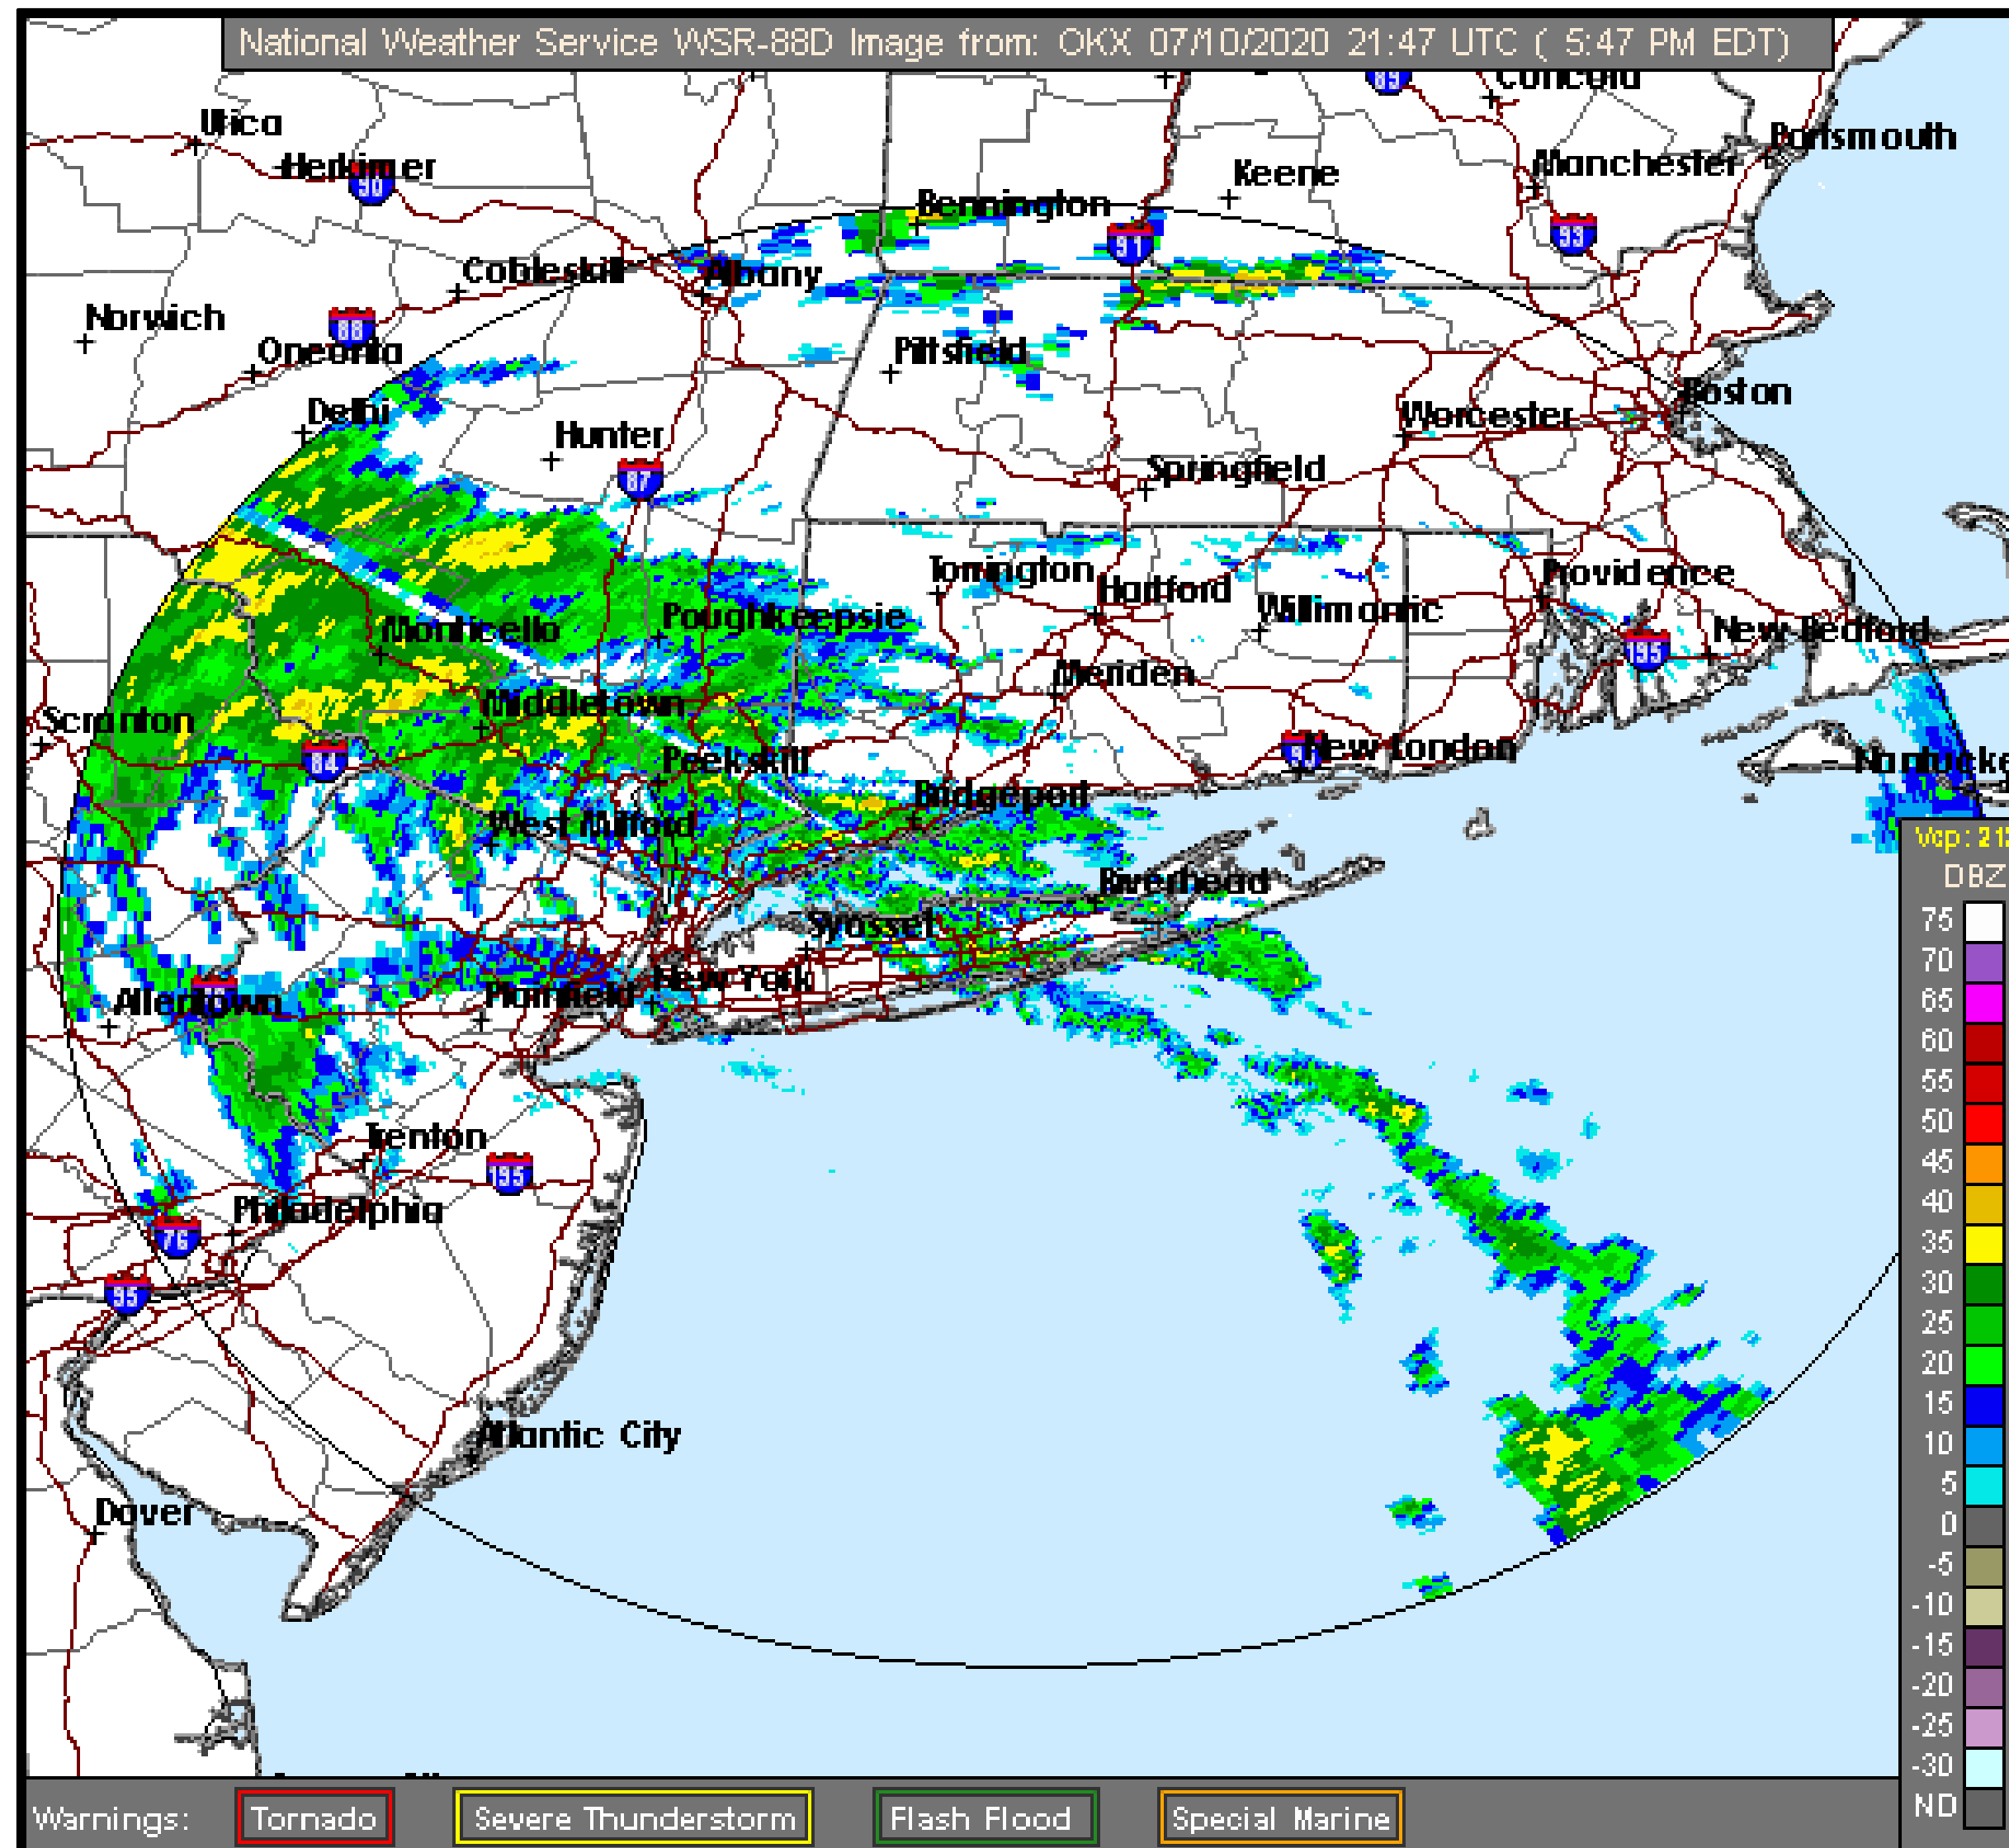 National Weather Service WSR-88D Image from: OKX 07/10/2020 21:47 UTC ( 5:47 PM EDT)
89
Concord
Utica
Portsmouth
Herkimer
90
Keene
Manchester
Bennington
91
93
Cobleskill
Albany
Norwich
88
Oneonta
Pittsfield
Boston
Delhi
Hunter
Worcester
87
Springfield
Torrington
Hartford
Providence
Poughkeepsie
Willimantic
Monticello
195
New Bedford
Meriden
Scranton
Middletown
84
Peekskill
New London
Nantucke
Bridgeport
West Milford
Riverhead
Syosset
New York
Allentown
Plainfield
Trenton
195
Philadelphia
76
95
Atlantic City
Dover
Vcp: 212
DBZ
75
70
65
60
55
50
45
40
35
30
25
20
15
10
5
0
-5
-10
-15
-20
-25
-30
ND
Warnings: Tornado Severe Thunderstorm Flash Flood Special Marine